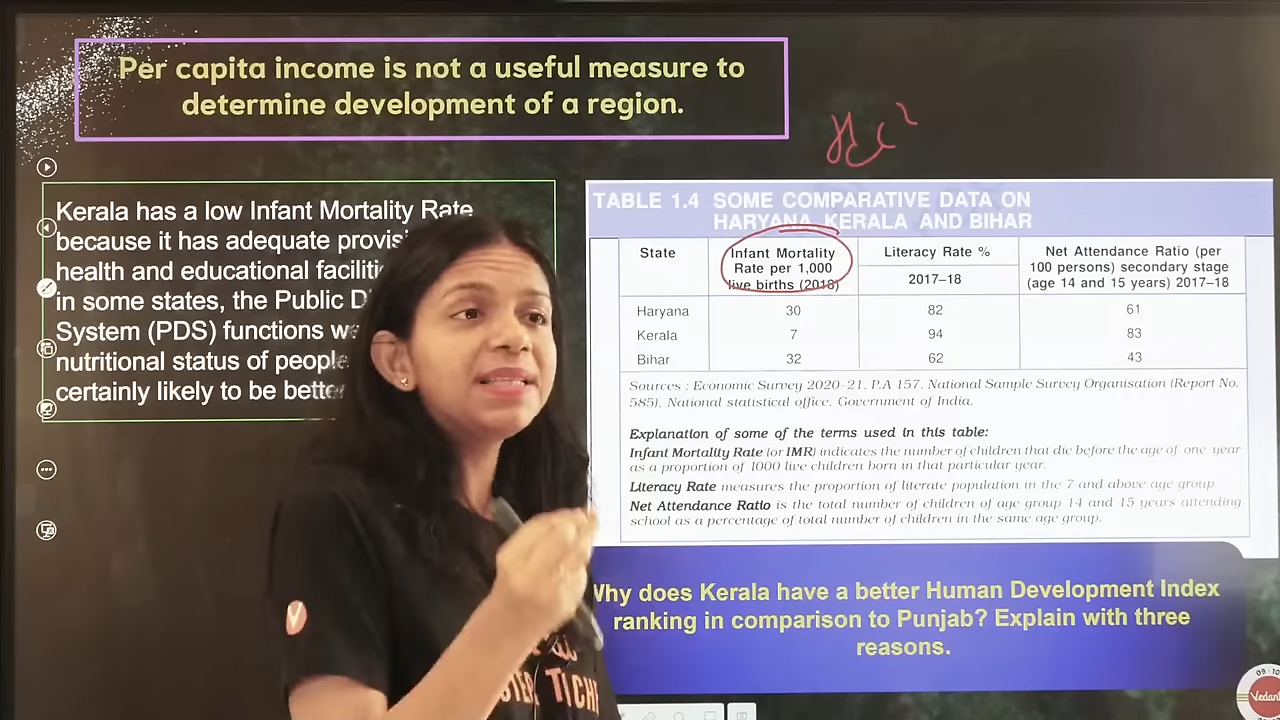 Per capita income is not a useful measure to
determine development of a region.
Kerala has a low Infant Mortality Rate
because it has adequate
health and educational
in some states, the Public
System (PDS) functions
nutritional status of people
certainly likely to be
TABLE 1.4 SOME COMPARATIVE DATA ON
HARYANA, KERALA AND BIHAR
State
Infant Mortality
Rate per 1,000
live births (2018)
Literacy Rate %
2017–18
Net Attendance Ratio (per
100 persons) secondary stage
(age 14 and 15 years) 2017–18
Haryana 30 82 61
Kerala 7 94 83
Bihar 32 62 43
Sources : Economic Survey 2020–21, P.A 157, National Sample Survey Organisation (Report No.
585), National statistical office, Government of India.
Explanation of some of the terms used in this table:
Infant Mortality Rate (or IMR) indicates the number of children that die before the age of one year
as a proportion of 1000 live children born in that particular year.
Literacy Rate measures the proportion of literate population in the 7 and above age group.
Net Attendance Ratio is the total number of children of age group 14 and 15 years attending
school as a percentage of total number of children in the same age group.
Why does Kerala have a better Human Development Index
ranking in comparison to Punjab? Explain with three
reasons.
V